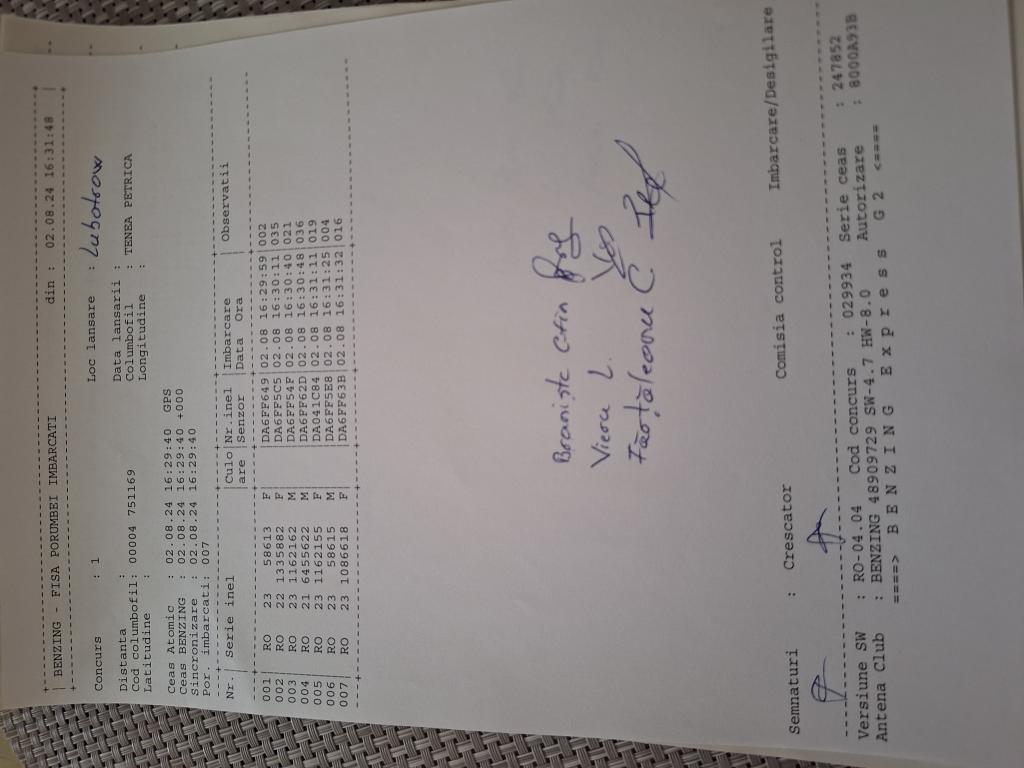 +---------------------------------------------------------------------+
| BENZING - FISA PORUMBEI IMBARCATI din : 02.08.24 16:31:48 |
+---------------------------------------------------------------------+
Concurs : 1 Loc lansare : Lubotrow
Distanta : Data lansarii :
Cod columbofil: 00004 751169 Columbofil : TENEA PETRICA
Latitudine : Longitudine :
Ceas Atomic : 02.08.24 16:29:40 GBS
Ceas BENZING : 02.08.24 16:29:40 +000
Sincronizare : 02.08.24 16:29:40
Por. imbarcati: 007
Nr.| Serie inel |Culo|Nr.inel |Imbarcare | Observatii
|are |Senzor |Data Ora |
001| RO 23 58613 F| |DA6FF649|02.08 16:29:59|002
002| RO 22 1335882 F| |DA6FF5C5|02.08 16:30:11|035
003| RO 23 1162162 M| |DA6FF54F|02.08 16:30:40|021
004| RO 21 6455622 M| |DA6FF62D|02.08 16:30:48|036
005| RO 23 1162155 F| |DA041C84|02.08 16:31:11|019
006| RO 23 58615 M| |DA6FF5E8|02.08 16:31:25|004
007| RO 23 1086618 F| |DA6FF63B|02.08 16:31:32|016
Braniste
L.
C
Semnaturi : Crescator Comisia control Imbarcare/Desigilare
Versiune SW : RO-04.04 Cod concurs : 029934 Serie ceas : 247852
Antena Club : BENZING 48909729 SW-4.7 HW-8.0 Autorizare : 8000A93B
====> B E N Z I N G E x p r e s s G 2 <====